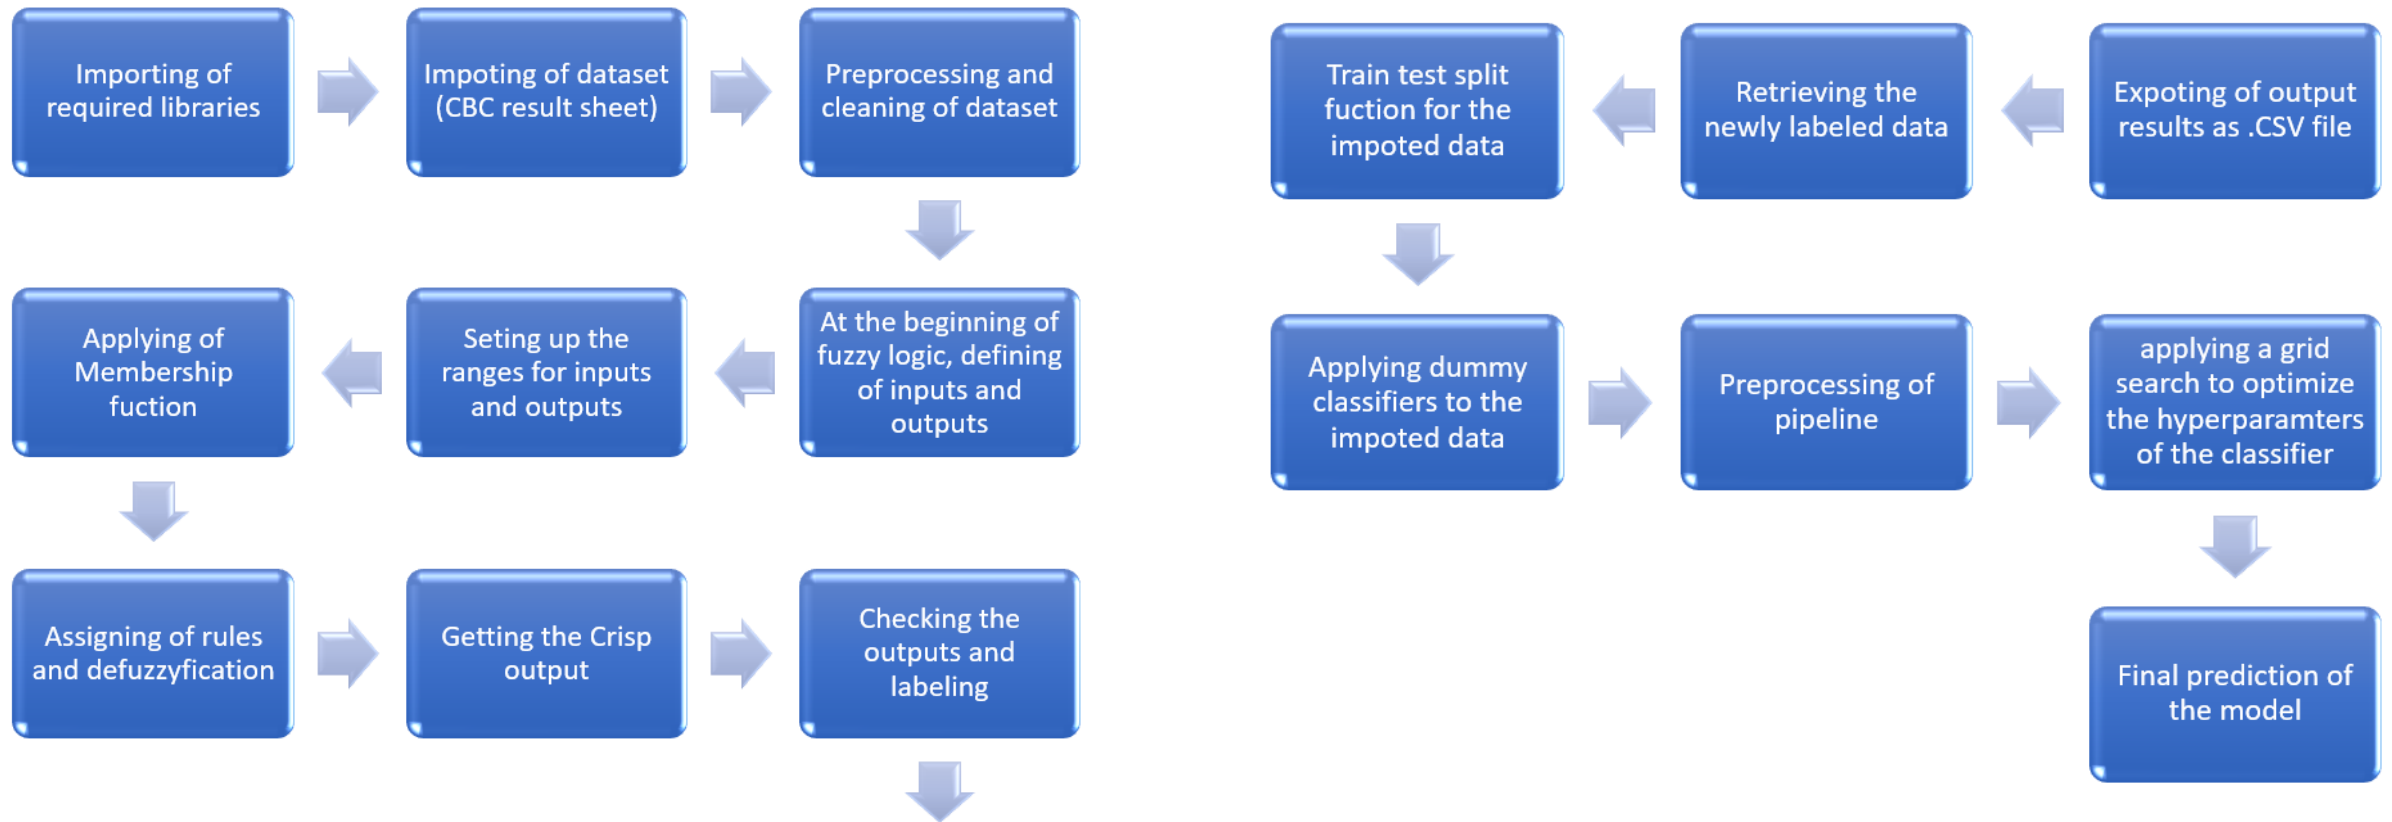 Importing of
required libraries
Impoting of dataset
(CBC result sheet)
Preprocessing and
cleaning of dataset
At the beginning of
fuzzy logic, defining
of inputs and
outputs
Seting up the
ranges for inputs
and outputs
Applying of
Membership
fuction
Assigning of rules
and defuzzyfication
Getting the Crisp
output
Checking the
outputs and
labeling
Expoting of output
results as .CSV file
Retrieving the
newly labeled data
Train test split
fuction for the
impoted data
Applying dummy
classifiers to the
impoted data
Preprocessing of
pipeline
applying a grid
search to optimize
the hyperparamters
of the classifier
Final prediction of
the model